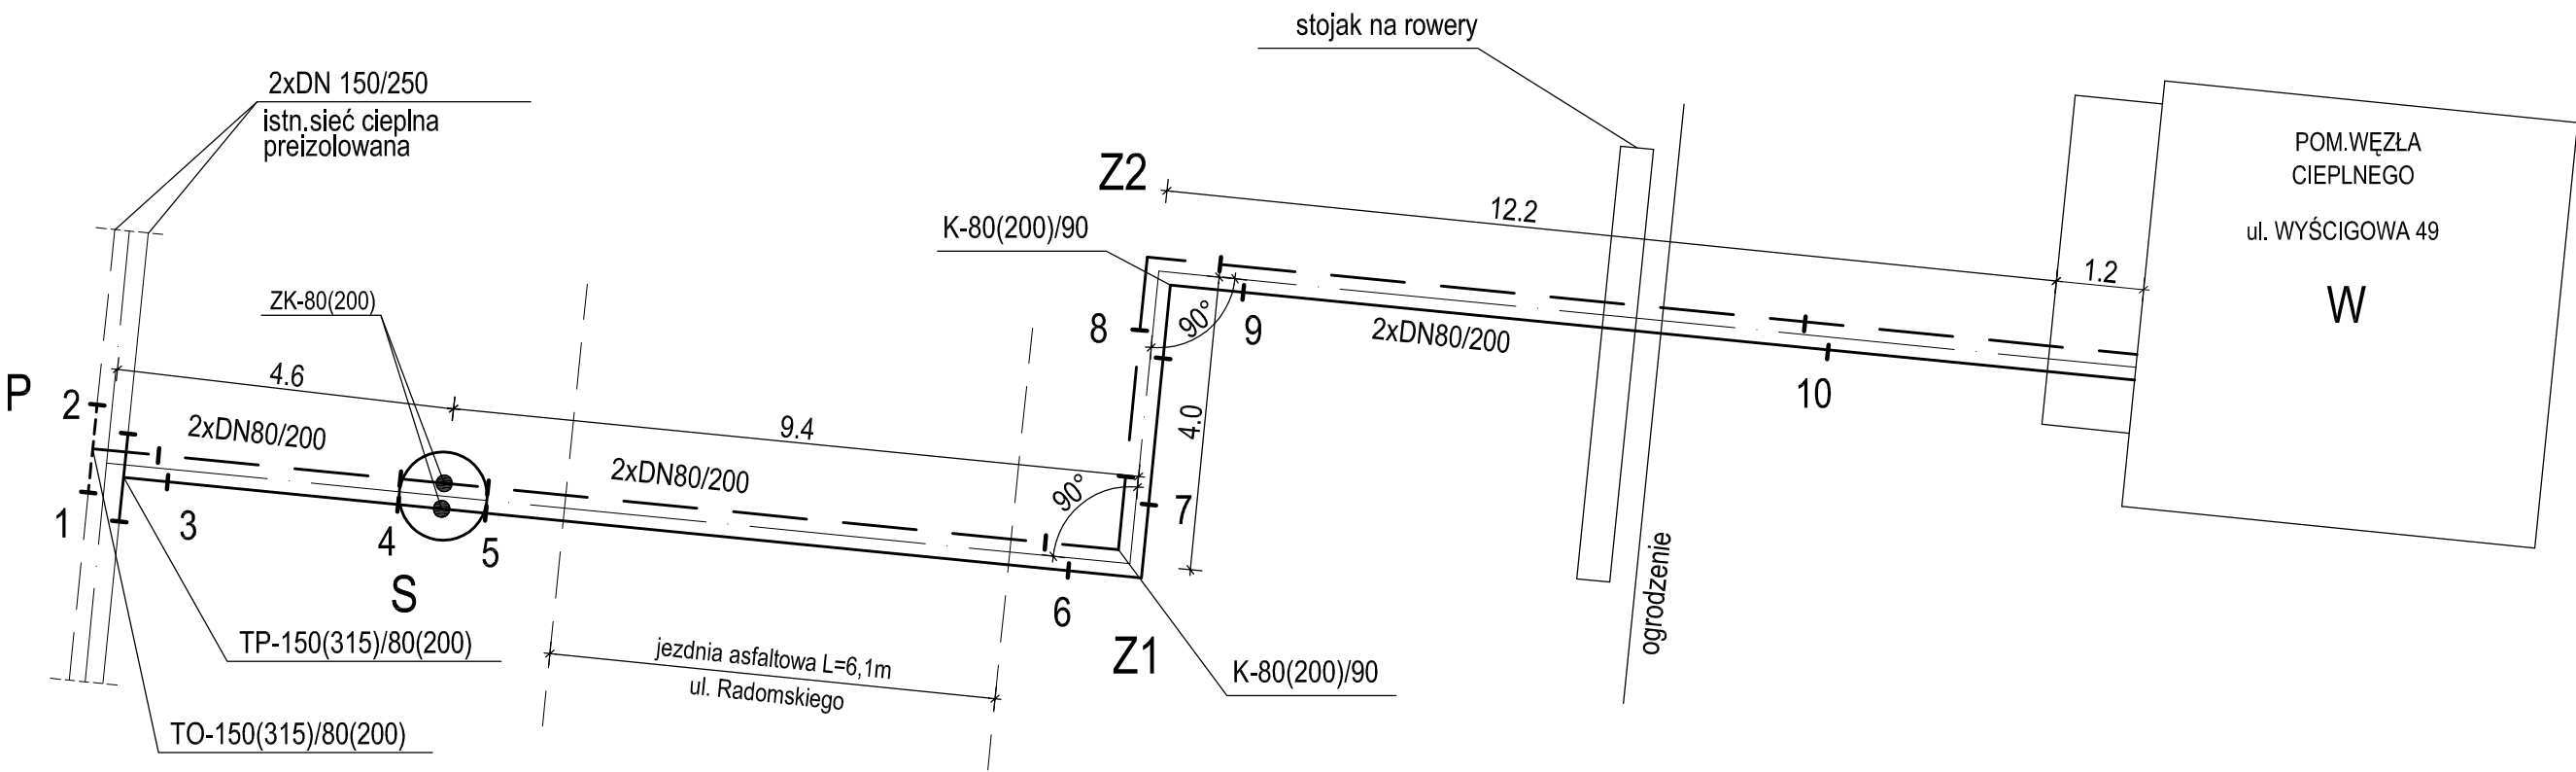 stojak na rowery
2xDN 150/250
istn.sieć cieplna
preizolowana
POM.WĘZŁA
CIEPLNEGO
ul. WYŚCIGOWA 49
W
Z2
12.2
1.2
K-80(200)/90
ZK-80(200)
90°
8
9
2xDN80/200
10
P
2
4.6
2xDN80/200
9.4
4.0
2xDN80/200
90°
1
3
4
5
7
S
6
Z1
ogrodzenie
TP-150(315)/80(200)
jezdnia asfaltowa L=6,1m
ul. Radomskiego
K-80(200)/90
TO-150(315)/80(200)